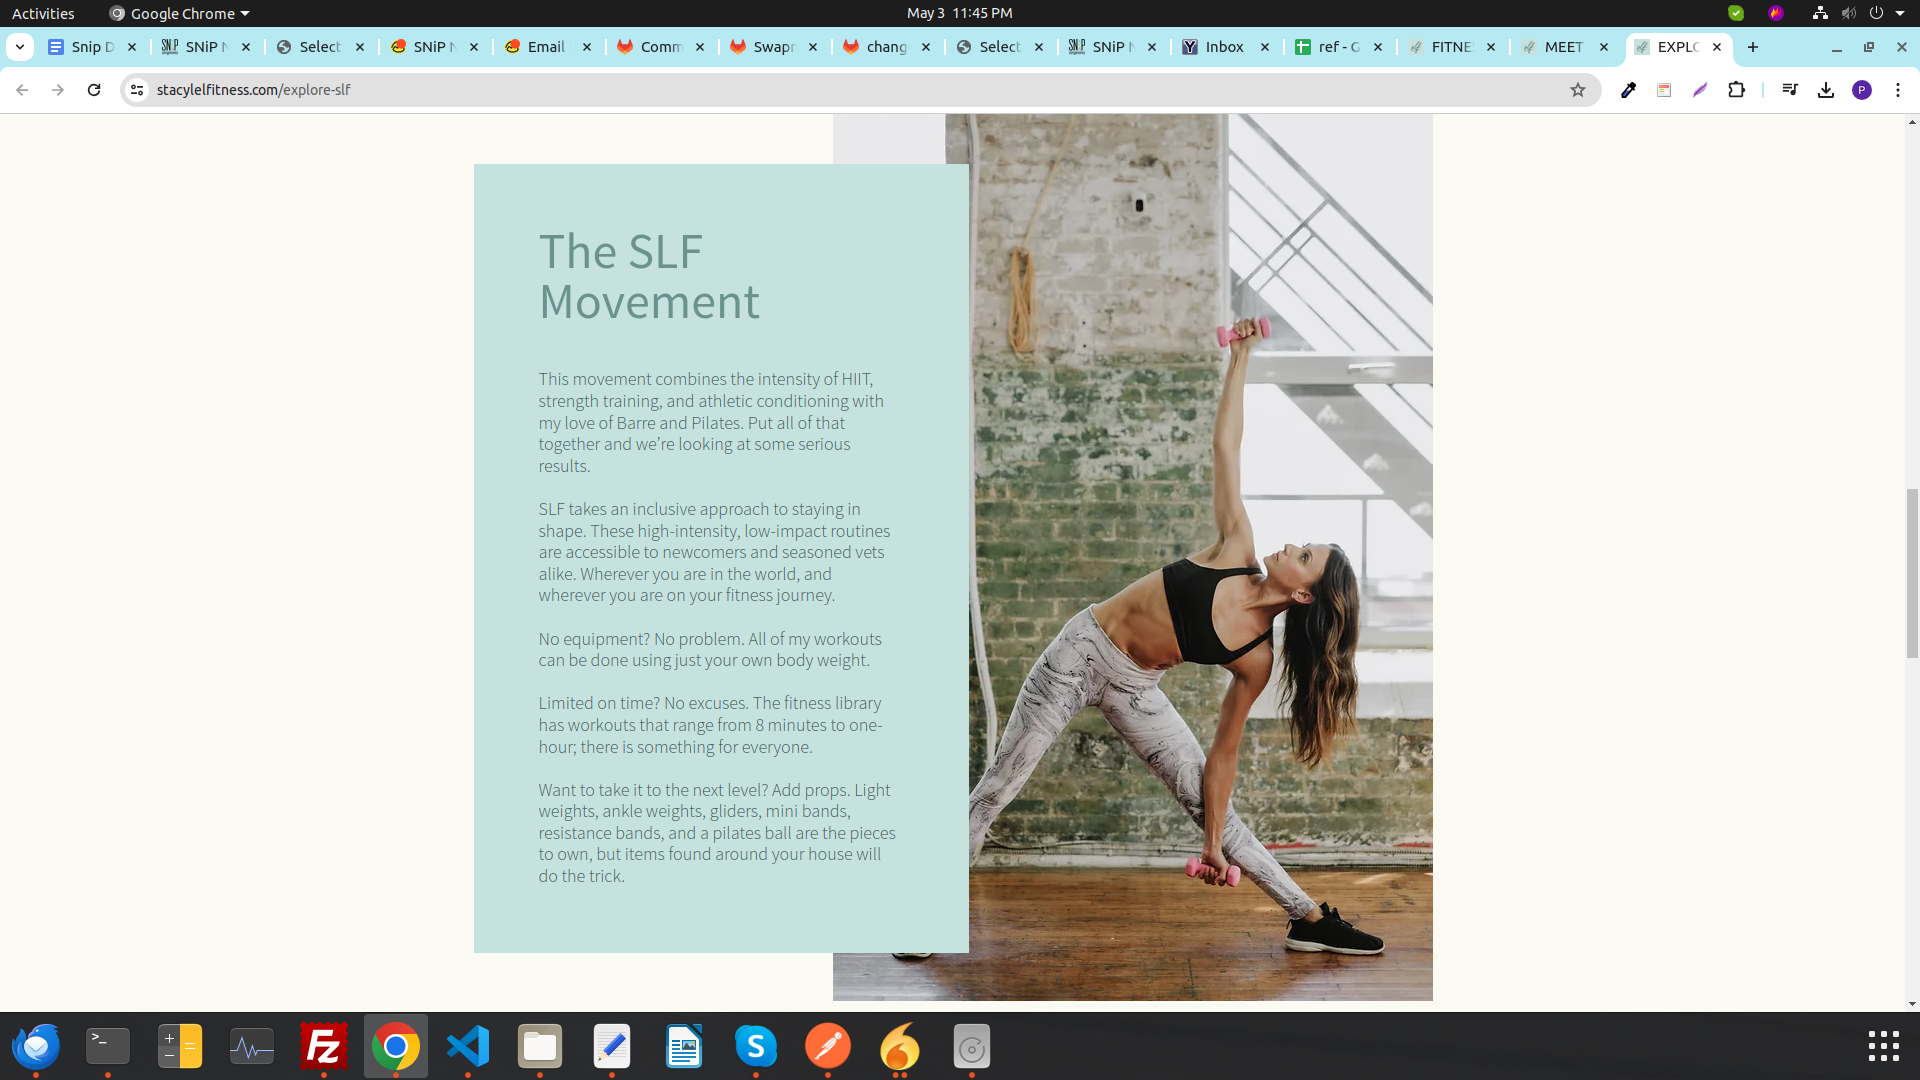 Activities
Google Chrome
May 3 11:45 PM
Snip D
SNiP N
Select
SNiP N
Email
Comm
Swapr
chang
Select
SNiP N
Inbox
ref - G
FITNE
MEET
EXPLO
stacylelfitness.com/explore-slf
P
The SLF
Movement
This movement combines the intensity of HIIT,
strength training, and athletic conditioning with
my love of Barre and Pilates. Put all of that
together and we’re looking at some serious
results.
SLF takes an inclusive approach to staying in
shape. These high-intensity, low-impact routines
are accessible to newcomers and seasoned vets
alike. Wherever you are in the world, and
wherever you are on your fitness journey.
No equipment? No problem. All of my workouts
can be done using just your own body weight.
Limited on time? No excuses. The fitness library
has workouts that range from 8 minutes to one-
hour; there is something for everyone.
Want to take it to the next level? Add props. Light
weights, ankle weights, gliders, mini bands,
resistance bands, and a pilates ball are the pieces
to own, but items found around your house will
do the trick.